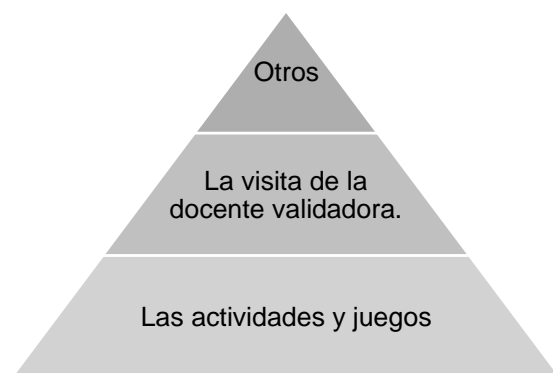 Otros
La visita de la
docente validadora.
Las actividades y juegos